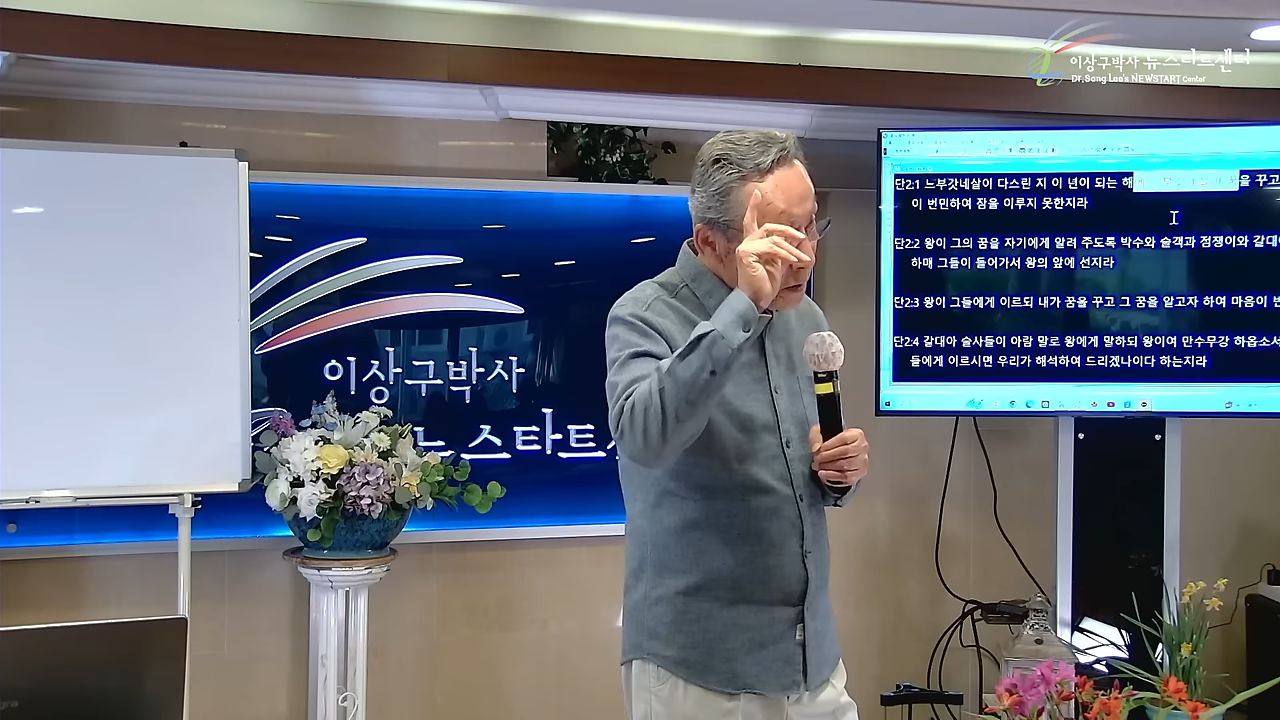 이상구박사 뉴스타트센터
Dr. Sang Lee's NEWSTART Center
단2:1 느부갓네살이 다스린 지 이 년이 되는 해 을 꾸고
이 번민하여 잠을 이루지 못한지라
단2:2 왕이 그의 꿈을 자기에게 알려 주도록 박수와 술객과 점쟁이와 갈대
하매 그들이 들어가서 왕의 앞에 선지라
단2:3 왕이 그들에게 이르되 내가 꿈을 꾸고 그 꿈을 알고자 하여 마음이 번
단2:4 갈대아 술사들이 아람 말로 왕에게 말하되 왕이여 만수무강 하옵소서
들에게 이르시면 우리가 해석하여 드리겠나이다 하는지라
이상구박사
뉴스타트